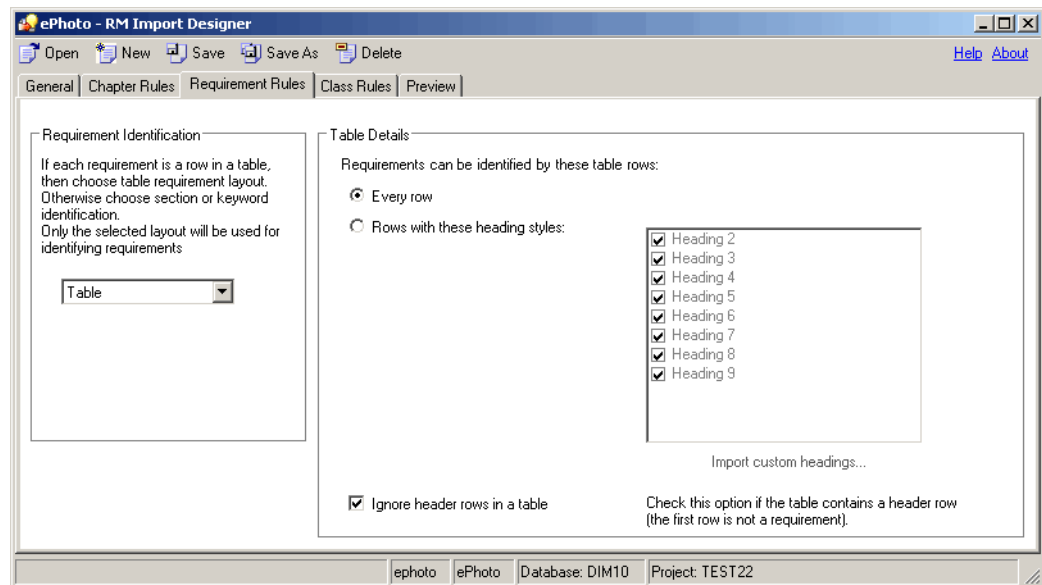 ePhoto - RM Import Designer
Open New Save Save As Delete Help About
General Chapter Rules Requirement Rules Class Rules Preview
Requirement Identification
If each requirement is a row in a table,
then choose table requirement layout.
Otherwise choose section or keyword
identification.
Only the selected layout will be used for
identifying requirements
Table
Table Details
Requirements can be identified by these table rows:
Every row
Rows with these heading styles:
Heading 2
Heading 3
Heading 4
Heading 5
Heading 6
Heading 7
Heading 8
Heading 9
Import custom headings...
Ignore header rows in a table
Check this option if the table contains a header row
(the first row is not a requirement).
ephoto ePhoto Database: DIM10 Project: TEST22